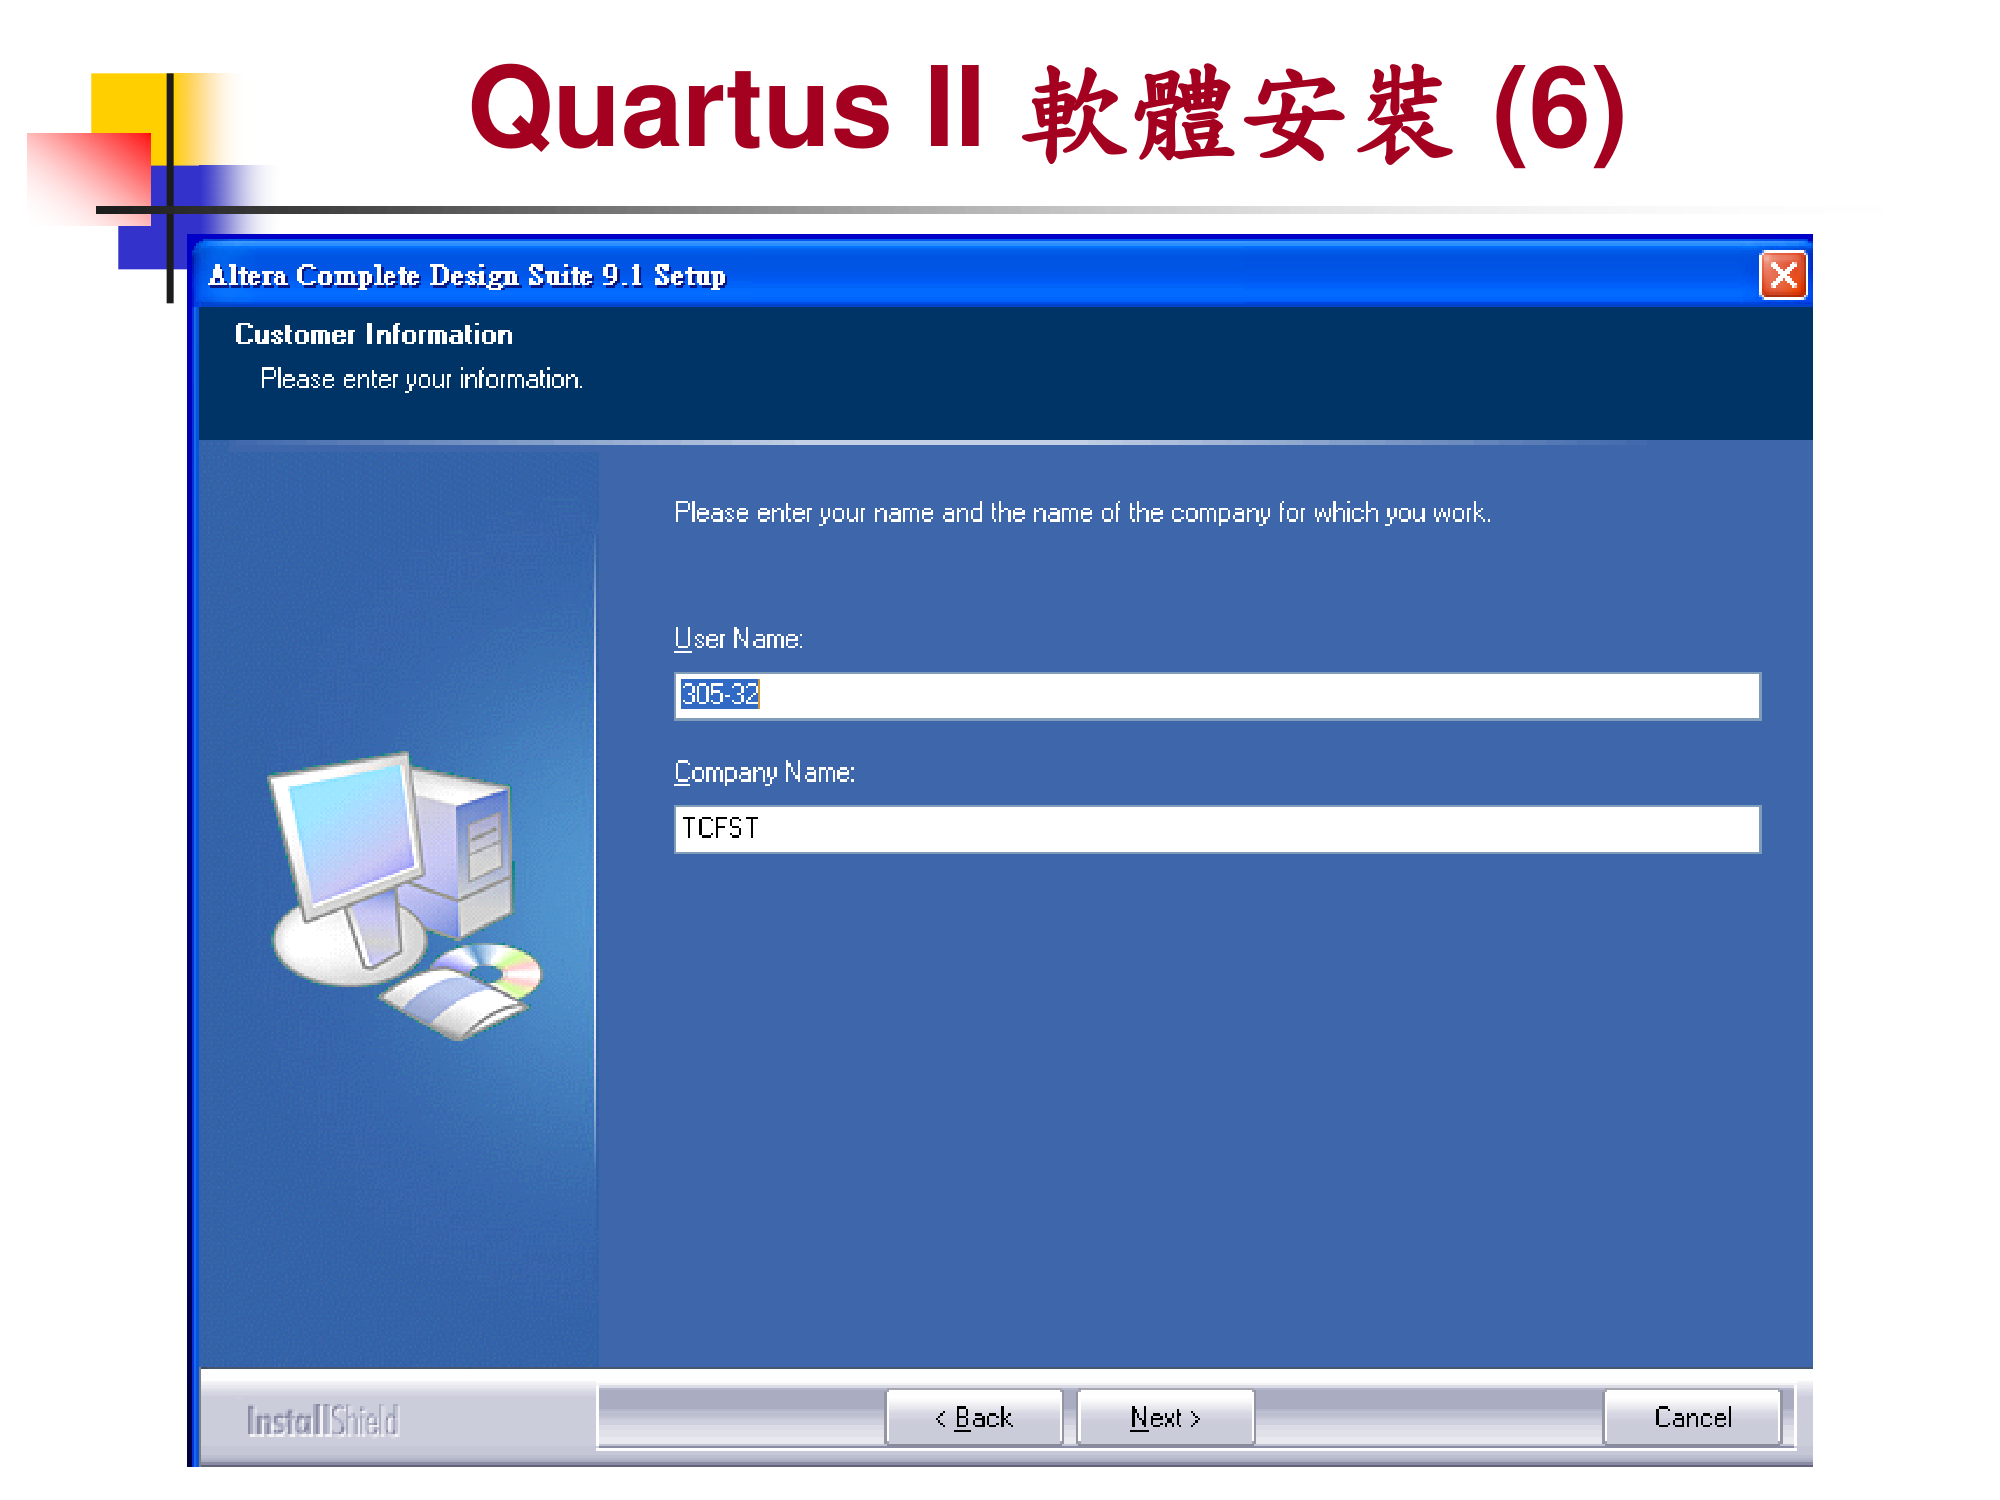 Quartus II 軟體安裝 (6)
Altera Complete Design Suite 9.1 Setup
Customer Information
Please enter your information.
Please enter your name and the name of the company for which you work.
User Name:
305-32
Company Name:
TCFST
InstallShield
< Back
Next >
Cancel